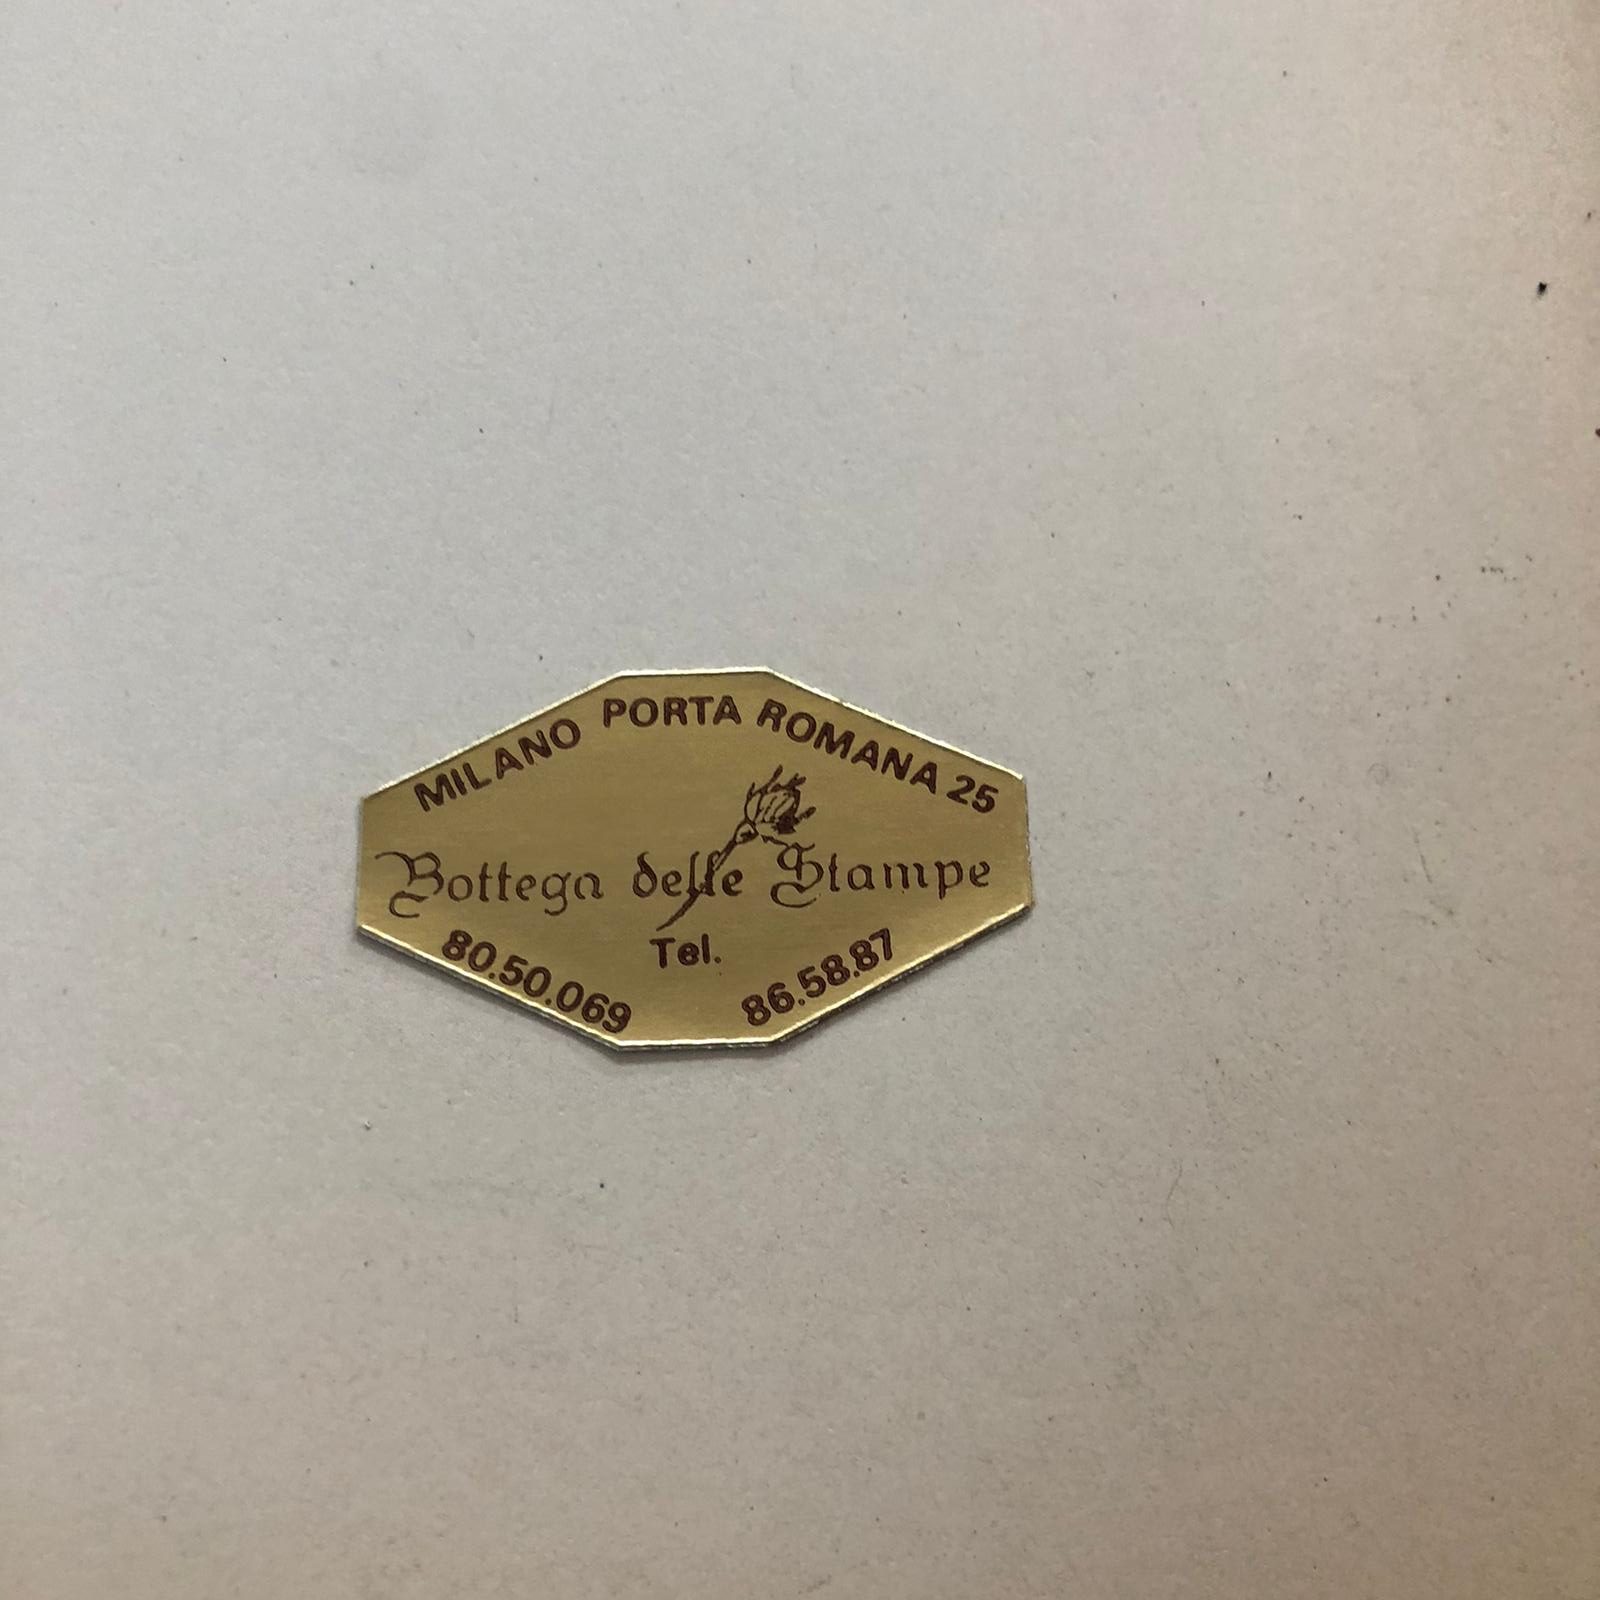 MILANO PORTA ROMANA 25
Bottega delle Stampe
Tel.
80.50.069 86.58.87